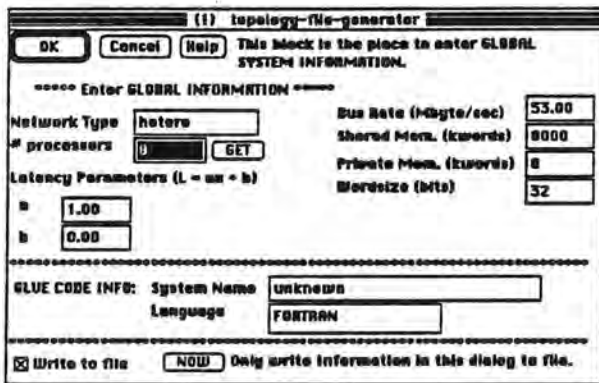 (1) topology-file-generator
OK Cancel Help This block is the place to enter GLOBAL
SYSTEM INFORMATION.
===== Enter GLOBAL INFORMATION =====
Network Type hetero
# processors GET
Latency Parameters (L = an + b)
a 1.00
b 0.00
Bus Rate (Mbyte/sec) 53.00
Shared Mem. (kwords) 8000
Private Mem. (kwords)
Wordsize (bits) 32
GLUE CODE INFO: System Name unknown
Language FORTRAN
Write to file NOW Only write information in this dialog to file.